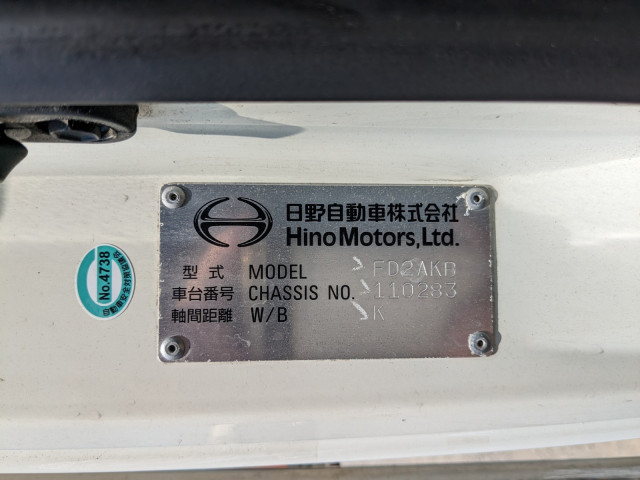 日野自動車株式会社
Hino Motors, Ltd.
型式 MODEL FD2AKB
車台番号 CHASSIS NO. 110283
軸間距離 W/B K
No.4738